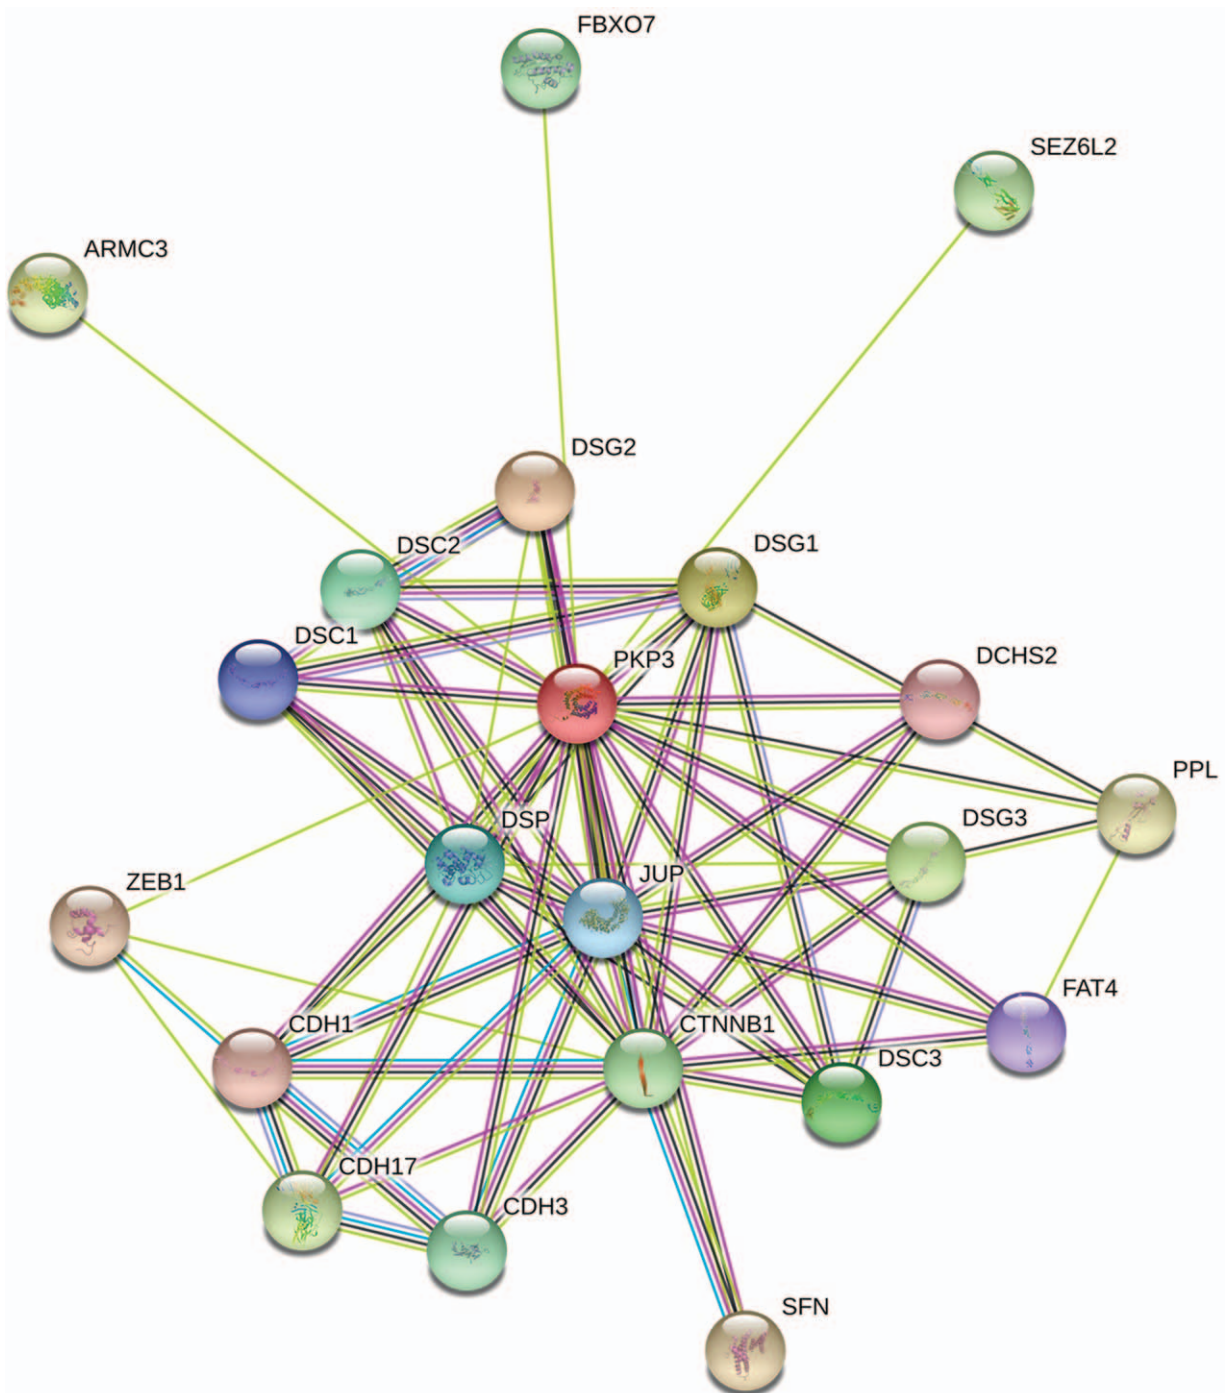 FBXO7
SEZ6L2
ARMC3
DSG2
DSG1
DSC2
DSC1
PKP3
DCHS2
PPL
DSP
DSG3
JUP
ZEB1
FAT4
CDH1
CTNNB1
DSC3
CDH17
CDH3
SFN